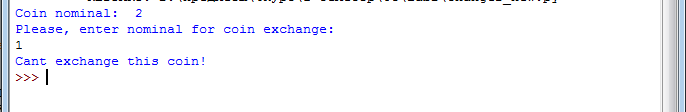 Coin nominal:  2
Please, enter nominal for coin exchange:
1
Cant exchange this coin!
>>>